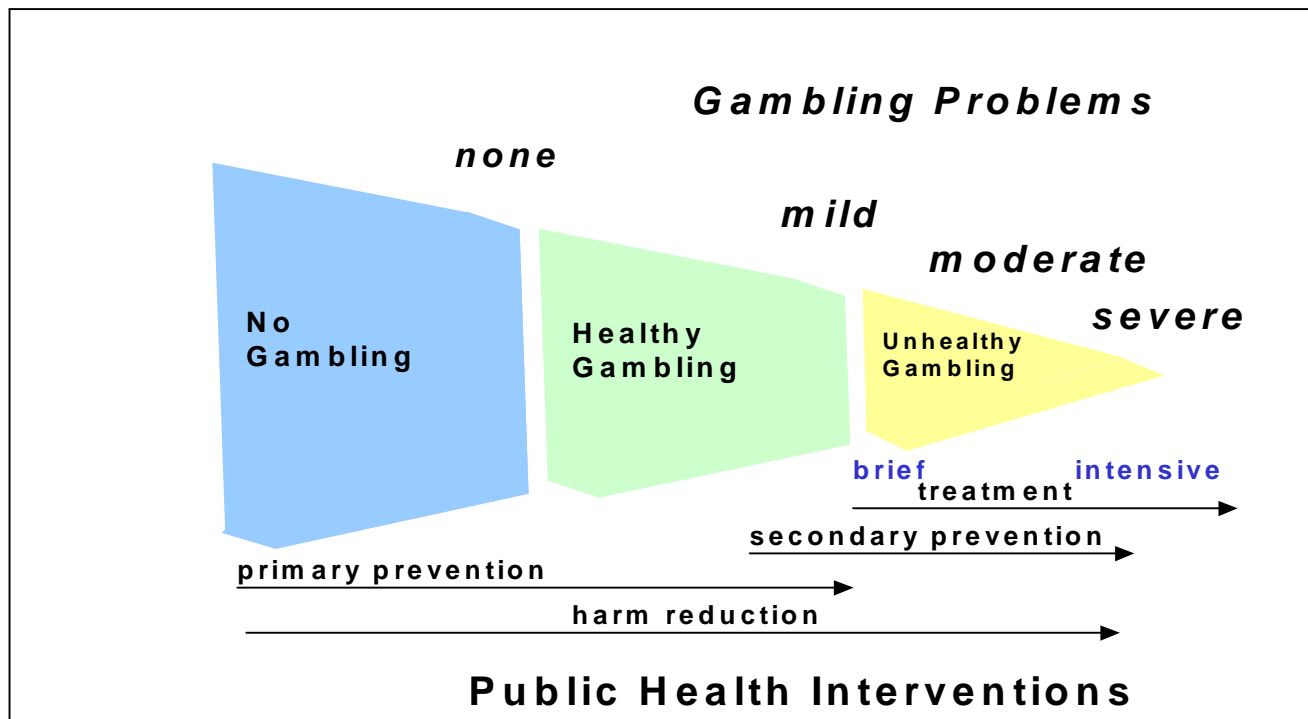 Gambling Problems
none
mild
moderate
severe
No
Gambling
Healthy
Gambling
Unhealthy
Gambling
brief intensive
treatment
secondary prevention
primary prevention
harm reduction
Public Health Interventions